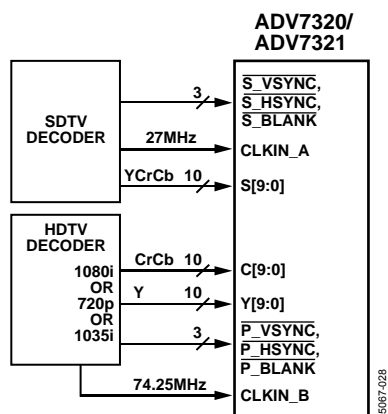 ADV7320/
ADV7321
SDTV
DECODER
3
S_VSYNC,
S_HSYNC,
S_BLANK
27MHz
CLKIN_A
YCrCb 10
S[9:0]
HDTV
DECODER
1080i
OR
720p
OR
1035i
CrCb 10
C[9:0]
Y 10
Y[9:0]
3
P_VSYNC,
P_HSYNC,
P_BLANK
74.25MHz
CLKIN_B
5067-028